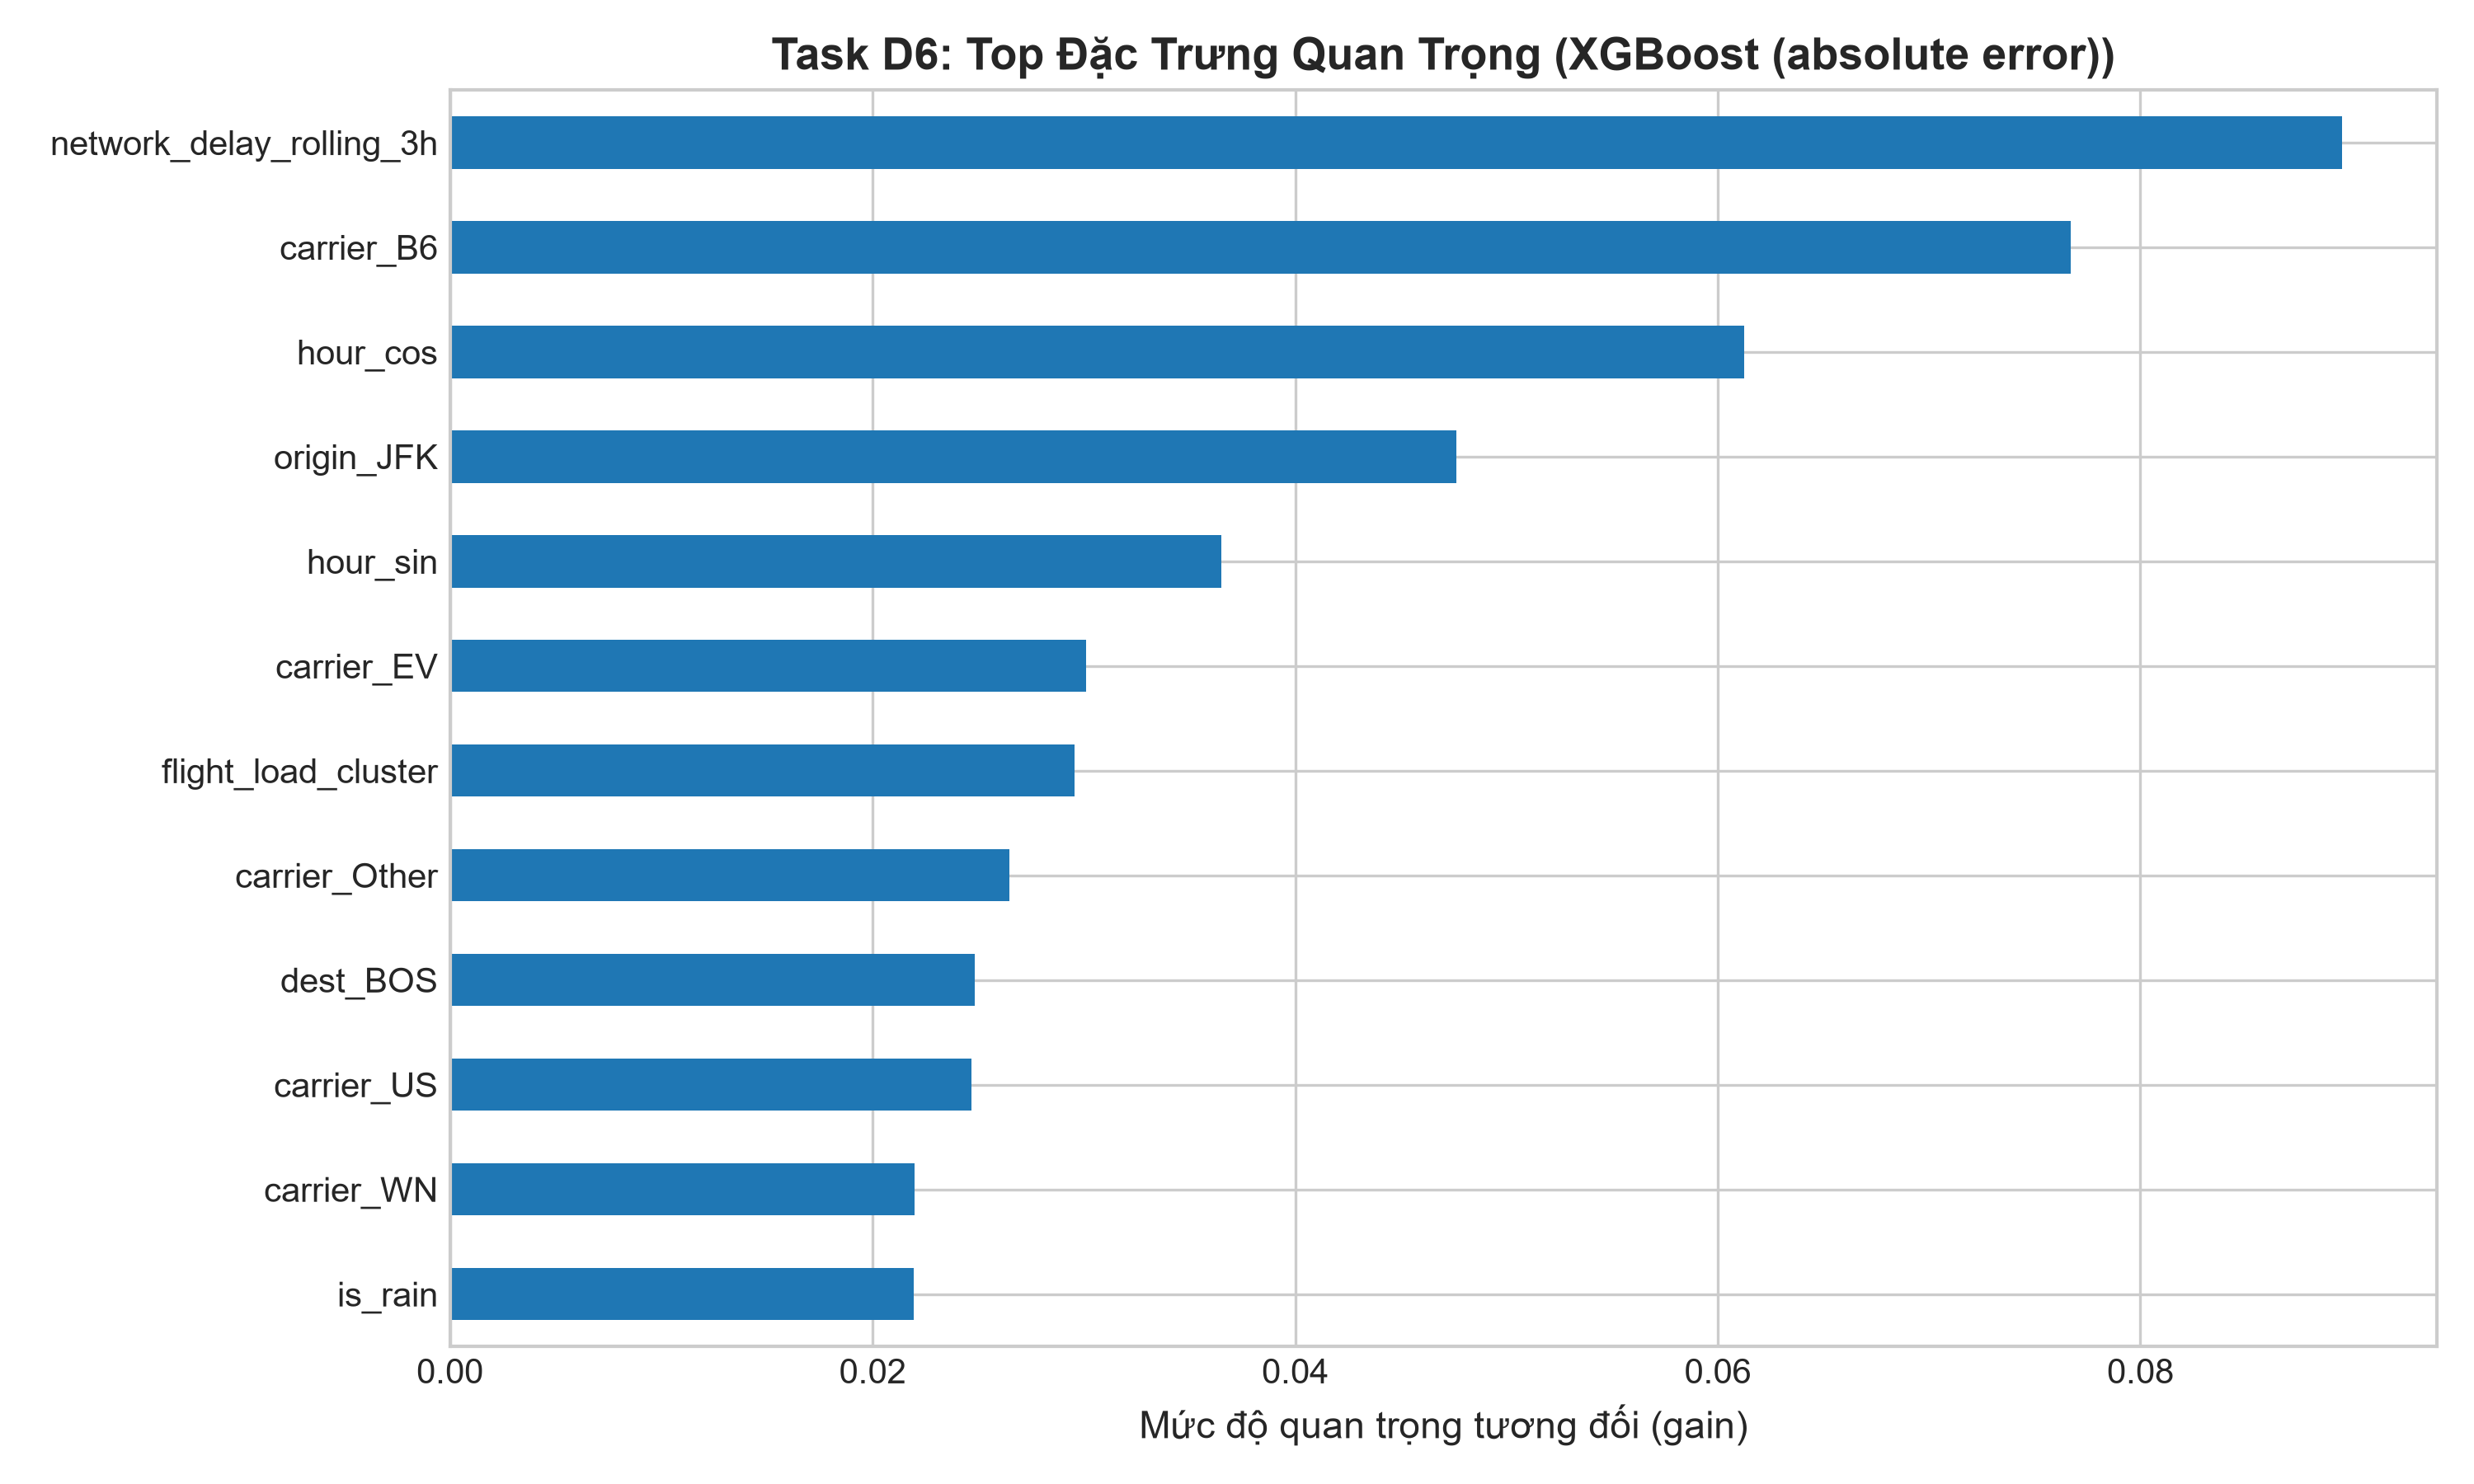 Task D6: Top Đặc Trưng Quan Trọng (XGBoost (absolute error))
network_delay_rolling_3h
carrier_B6
hour_cos
origin_JFK
hour_sin
carrier_EV
flight_load_cluster
carrier_Other
dest_BOS
carrier_US
carrier_WN
is_rain
0.00 0.02 0.04 0.06 0.08
Mức độ quan trọng tương đối (gain)